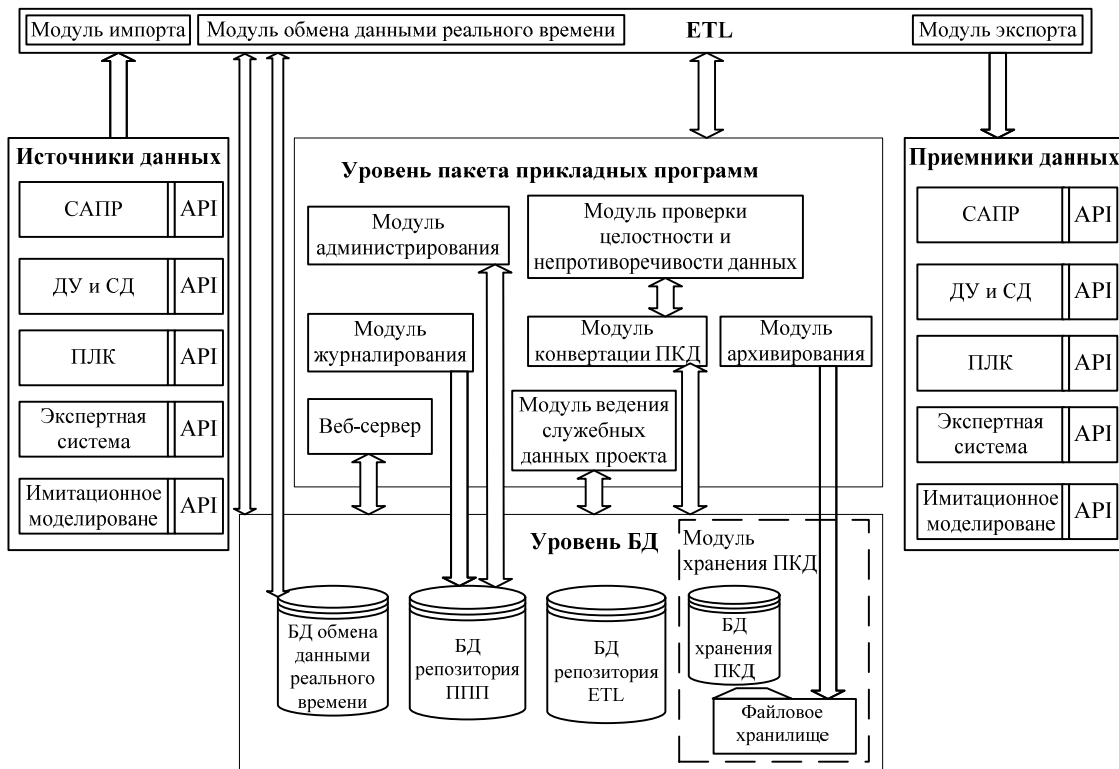 Модуль импорта
Модуль обмена данными реального времени
ETL
Модуль экспорта
Источники данных
САПР
API
ДУ и СД
API
ПЛК
API
Экспертная
система
API
Имитационное
моделироване
API
Уровень пакета прикладных программ
Модуль
администрирования
Модуль проверки
целостности и
непротиворечивости данных
Модуль
журналирования
Модуль
конвертации ПКД
Модуль
архивирования
Веб-сервер
Модуль ведения
служебных
данных проекта
Приемники данных
САПР
API
ДУ и СД
API
ПЛК
API
Экспертная
система
API
Имитационное
моделироване
API
Уровень БД
Модуль
хранения ПКД
БД обмена
данными
реального
времени
БД
репозитория
ППП
БД
репозитория
ETL
БД
хранения
ПКД
Файловое
хранилище